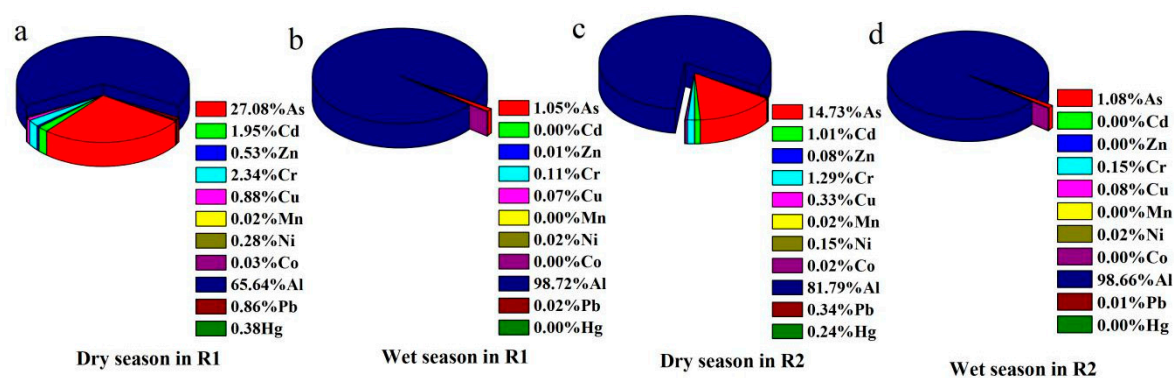 a
27.08%As
1.95%Cd
0.53%Zn
2.34%Cr
0.88%Cu
0.02%Mn
0.28%Ni
0.03%Co
65.64%Al
0.86%Pb
0.38Hg
Dry season in R1
b
1.05%As
0.00%Cd
0.01%Zn
0.11%Cr
0.07%Cu
0.00%Mn
0.02%Ni
0.00%Co
98.72%Al
0.02%Pb
0.00%Hg
Wet season in R1
c
14.73%As
1.01%Cd
0.08%Zn
1.29%Cr
0.33%Cu
0.02%Mn
0.15%Ni
0.02%Co
81.79%Al
0.34%Pb
0.24%Hg
Dry season in R2
d
1.08%As
0.00%Cd
0.00%Zn
0.15%Cr
0.08%Cu
0.00%Mn
0.02%Ni
0.00%Co
98.66%Al
0.01%Pb
0.00%Hg
Wet season in R2